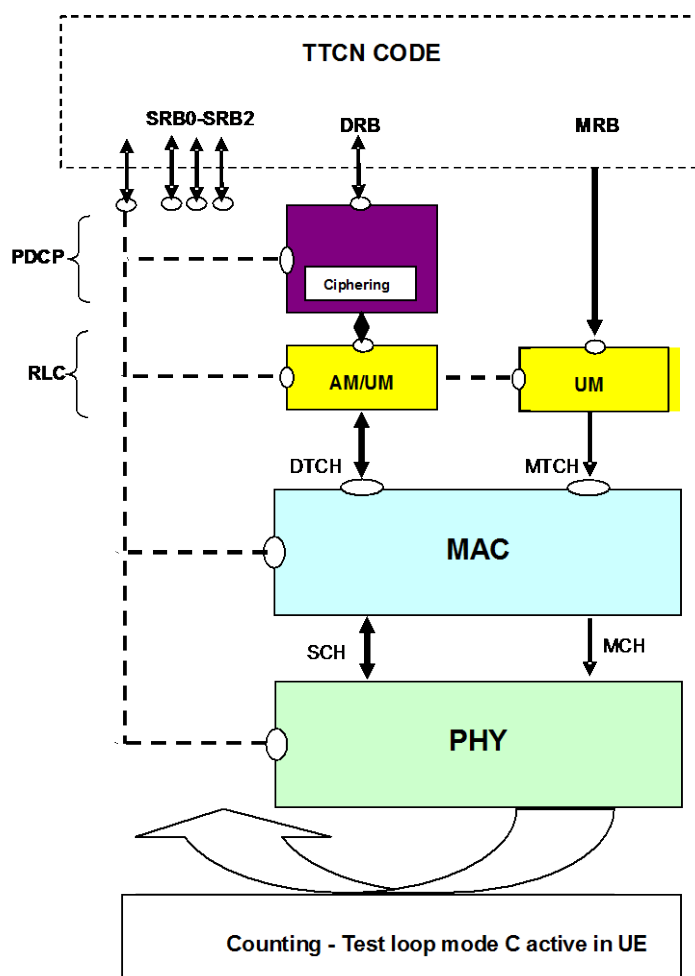 TTCN CODE
SRB0-SRB2
DRB
MRB
PDCP
Ciphering
RLC
AM/UM
UM
DTCH
MTCH
MAC
SCH
MCH
PHY
Counting - Test loop mode C active in UE